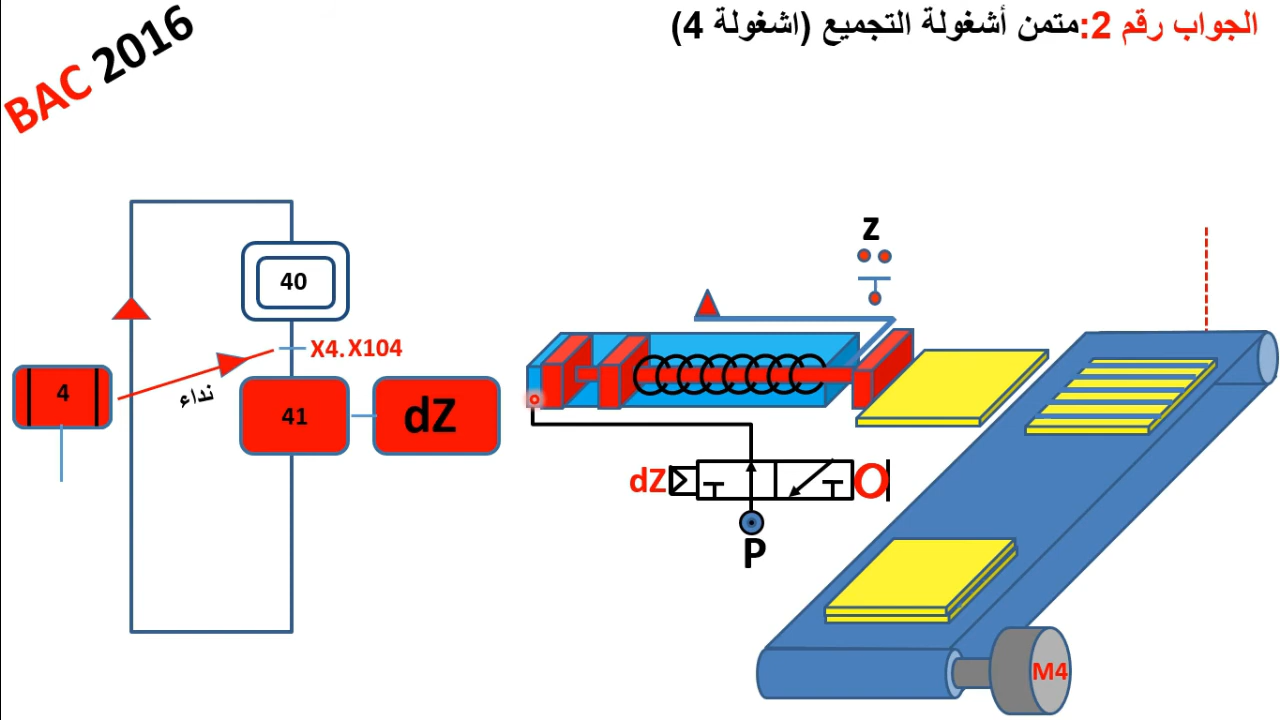 الجواب رقم 2:متمن أشغولة التجميع (اشغولة 4)
BAC 2016
z
40
X4.X104
4
نداء
41
dZ
dZ
P
M4